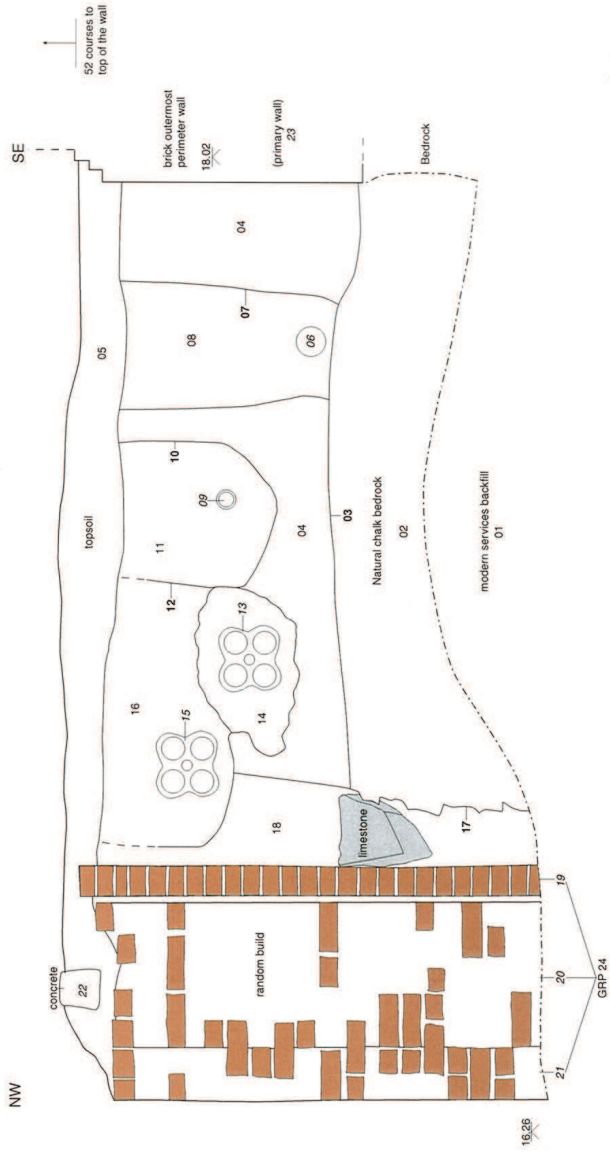 NW
SE
52 courses to
top of the wall
concrete
22
topsoil
05
brick outermost
perimeter wall
18.02
(primary wall)
23
16
15
12
11
10
09
08
07
06
04
13
14
04
18
random build
limestone
03
Natural chalk bedrock
02
Bedrock
17
modern services backfill
01
21
20
19
GRP 24
16.26